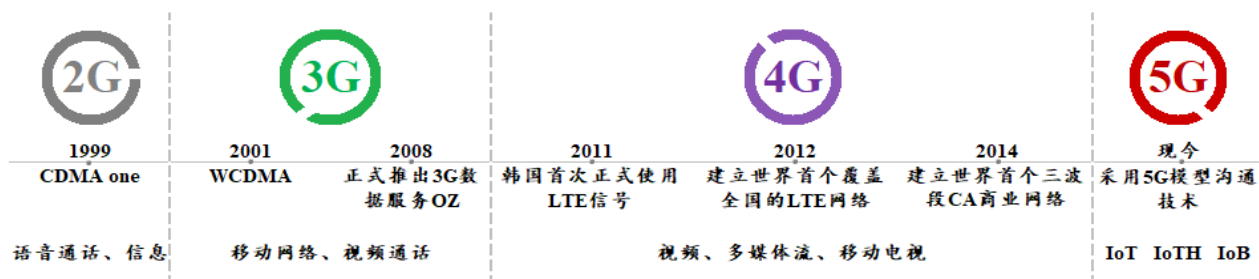 2G
3G
4G
5G
1999
2001
2008
2011
2012
2014
现今
CDMA one
WCDMA
正式推出3G数
据服务OZ
韩国首次正式使用
LTE信号
建立世界首个覆盖
全国的LTE网络
建立世界首个三波
段CA商业网络
采用5G模型沟通
技术
语音通话、信息
移动网络、视频通话
视频、多媒体流、移动电视
IoT IoTH IoB